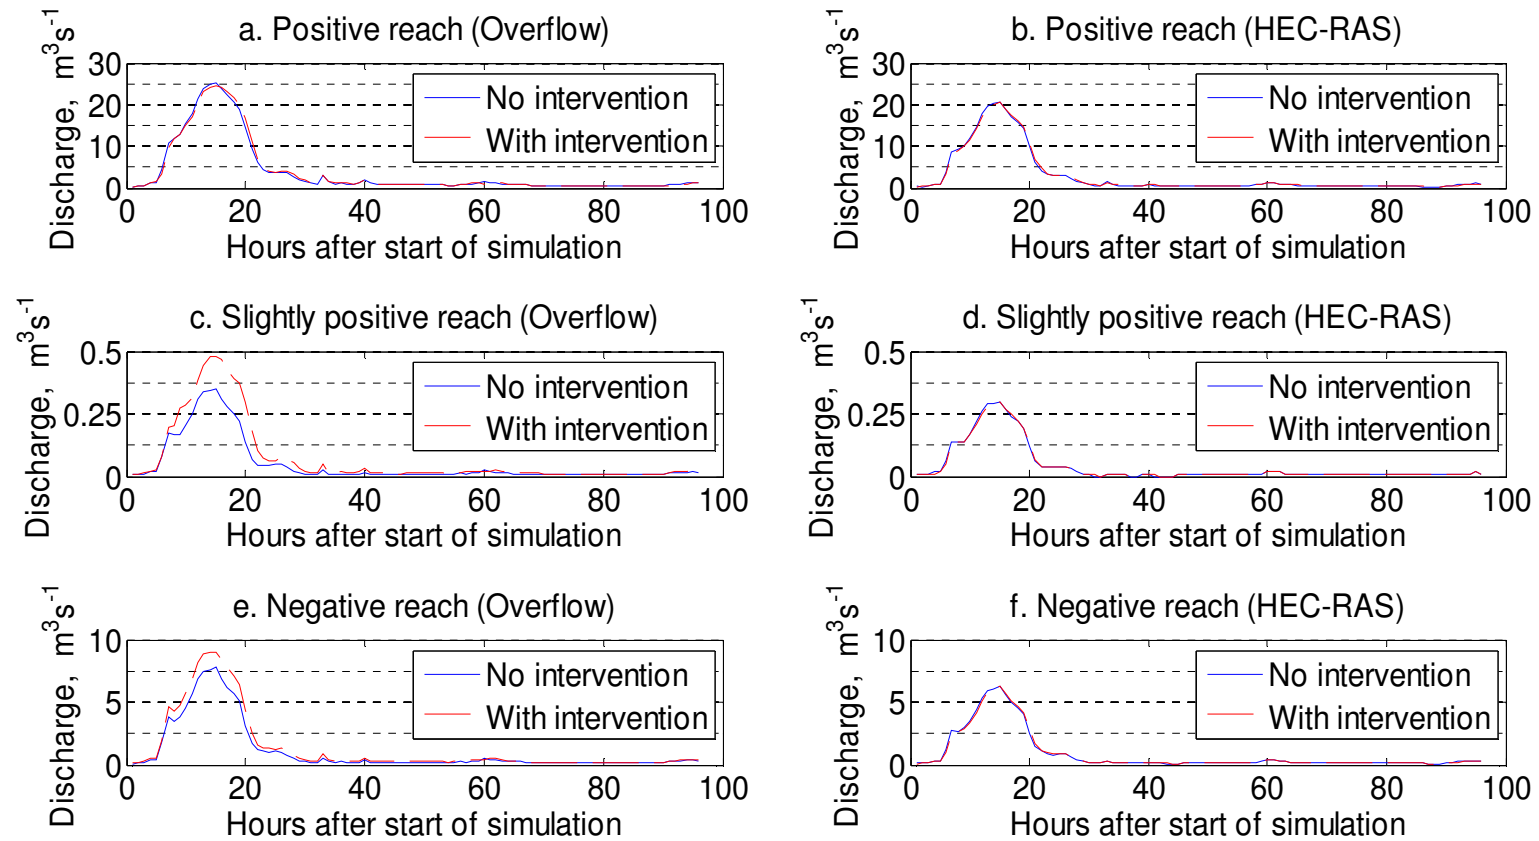 a. Positive reach (Overflow)
Discharge, m³s⁻¹
30
20
10
0
No intervention
With intervention
0 20 40 60 80 100
Hours after start of simulation
b. Positive reach (HEC-RAS)
Discharge, m³s⁻¹
30
20
10
0
No intervention
With intervention
0 20 40 60 80 100
Hours after start of simulation
c. Slightly positive reach (Overflow)
Discharge, m³s⁻¹
0.5
0.25
0
No intervention
With intervention
0 20 40 60 80 100
Hours after start of simulation
d. Slightly positive reach (HEC-RAS)
Discharge, m³s⁻¹
0.5
0.25
0
No intervention
With intervention
0 20 40 60 80 100
Hours after start of simulation
e. Negative reach (Overflow)
Discharge, m³s⁻¹
10
5
0
No intervention
With intervention
0 20 40 60 80 100
Hours after start of simulation
f. Negative reach (HEC-RAS)
Discharge, m³s⁻¹
10
5
0
No intervention
With intervention
0 20 40 60 80 100
Hours after start of simulation